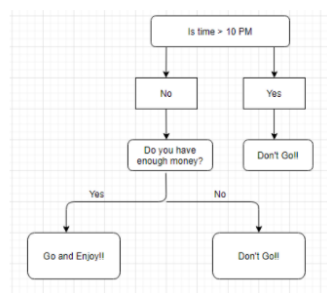 Is time > 10 PM
No
Yes
Do you have
enough money?
Don't Go!!
Yes
No
Go and Enjoy!!
Don't Go!!